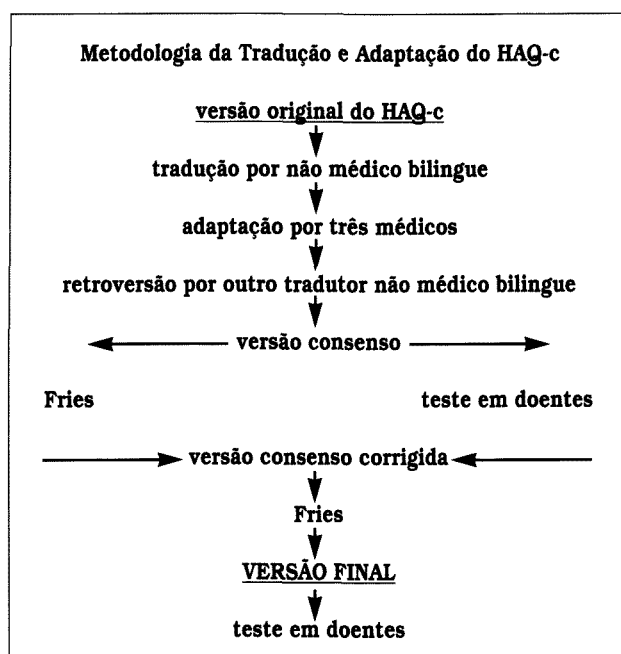 Metodologia da Tradução e Adaptação do HAQ-c
versão original do HAQ-c
tradução por não médico bilingue
adaptação por três médicos
retroversão por outro tradutor não médico bilingue
versão consenso
Fries teste em doentes
versão consenso corrigida
Fries
VERSÃO FINAL
teste em doentes